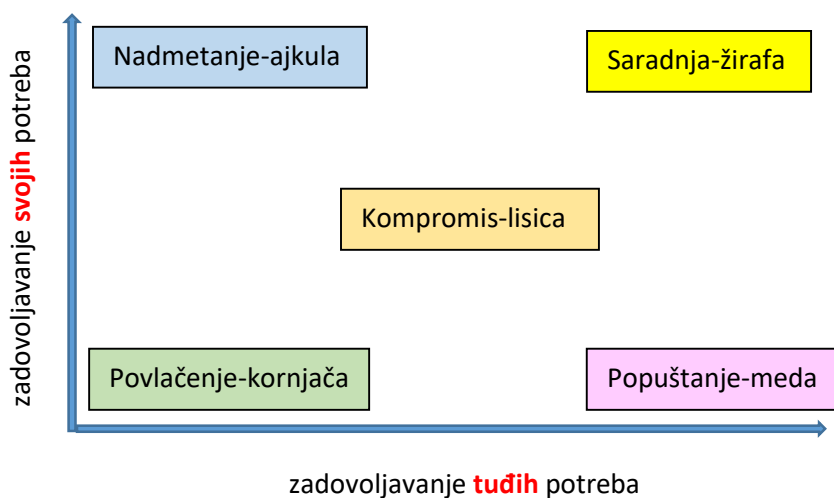 Nadmetanje-ajkula
Saradnja-žirafa
zadovoljavanje svojih potreba
Kompromis-lisica
Povlačenje-kornjača
Popuštanje-meda
zadovoljavanje tuđih potreba